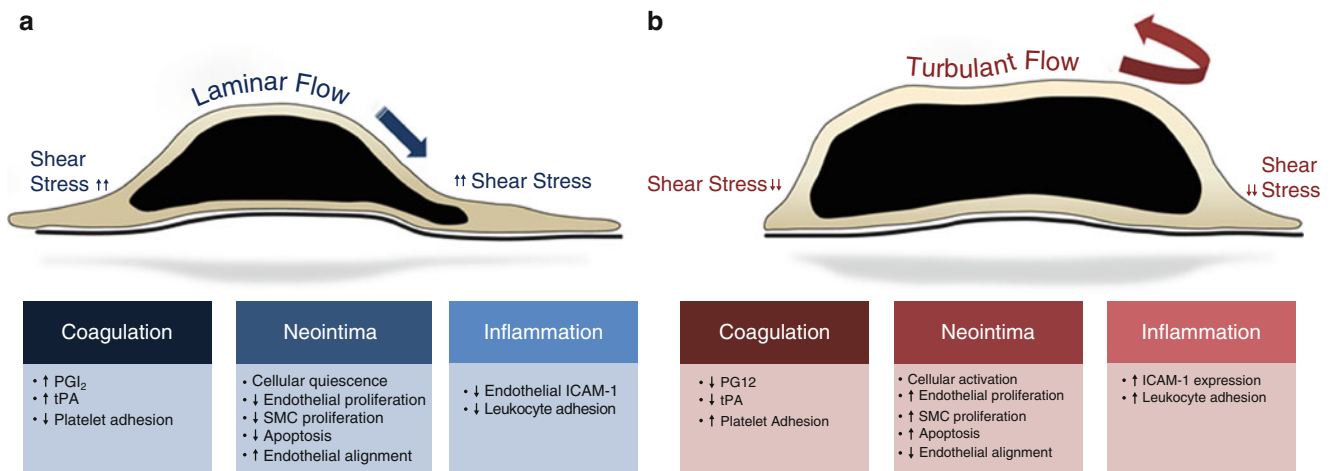 a
Laminar Flow
Shear
Stress ↑↑
↑↑ Shear Stress
Coagulation
• ↑ PGI₂
• ↑ tPA
• ↓ Platelet adhesion
Neointima
• Cellular quiescence
• ↓ Endothelial proliferation
• ↓ SMC proliferation
• ↓ Apoptosis
• ↑ Endothelial alignment
Inflammation
• ↓ Endothelial ICAM-1
• ↓ Leukocyte adhesion
b
Turbulant Flow
Shear Stress ↓↓
Shear
↓↓ Stress
Coagulation
• ↓ PG12
• ↓ tPA
• ↑ Platelet Adhesion
Neointima
• Cellular activation
• ↑ Endothelial proliferation
• ↑ SMC proliferation
• ↑ Apoptosis
• ↓ Endothelial alignment
Inflammation
• ↑ ICAM-1 expression
• ↑ Leukocyte adhesion